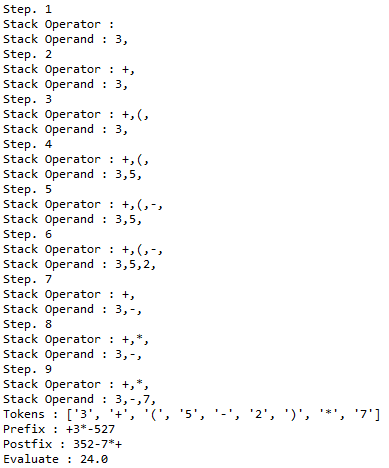 Step. 1
Stack Operator :
Stack Operand : 3,
Step. 2
Stack Operator : +,
Stack Operand : 3,
Step. 3
Stack Operator : +,(,
Stack Operand : 3,
Step. 4
Stack Operator : +,(,
Stack Operand : 3,5,
Step. 5
Stack Operator : +,(,-,
Stack Operand : 3,5,
Step. 6
Stack Operator : +,(,-,
Stack Operand : 3,5,2,
Step. 7
Stack Operator : +,
Stack Operand : 3,-,
Step. 8
Stack Operator : +,*,
Stack Operand : 3,-,
Step. 9
Stack Operator : +,*,
Stack Operand : 3,-,7,
Tokens : ['3', '+', '(', '5', '-', '2', ')', '*', '7']
Prefix : +3*-527
Postfix : 352-7*+
Evaluate : 24.0